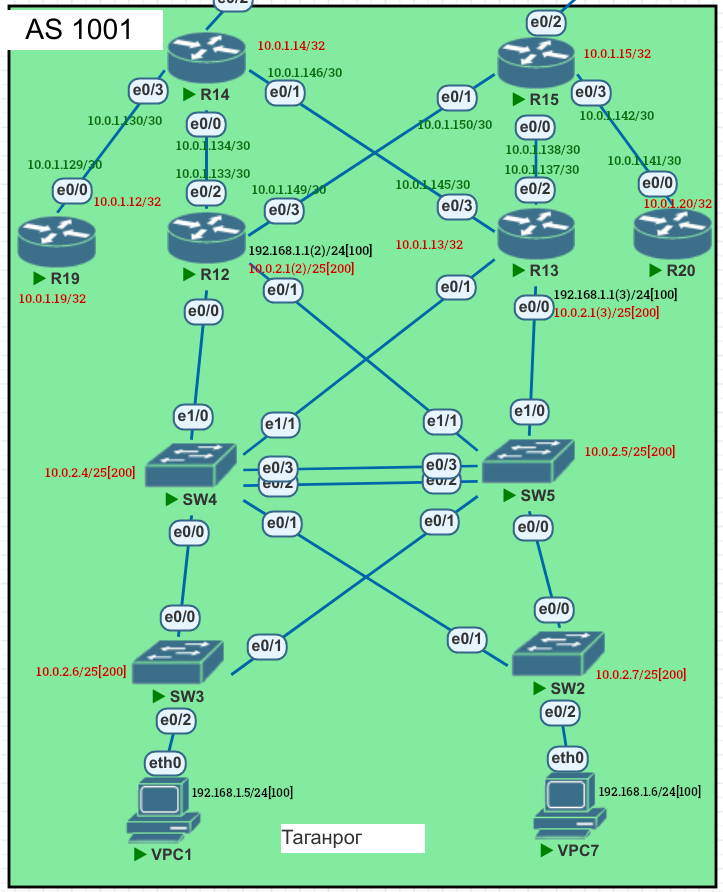 e0/2
AS 1001
e0/2
10.0.1.14/32
10.0.1.15/32
10.0.1.146/30
R14
R15
e0/3
e0/1
e0/1
e0/3
10.0.1.130/30
e0/0
10.0.1.150/30
e0/0
10.0.1.142/30
10.0.1.134/30
10.0.1.138/30
10.0.1.129/30
10.0.1.133/30
10.0.1.137/30
10.0.1.141/30
e0/0
10.0.1.12/32
e0/2
10.0.1.149/30
10.0.1.145/30
e0/2
e0/0
e0/3
e0/3
10.0.1.20/32
R19
R12
192.168.1.1(2)/24[100]
10.0.2.1(2)/25[200]
10.0.1.13/32
R13
R20
10.0.1.19/32
e0/1
e0/1
192.168.1.1(3)/24[100]
10.0.2.1(3)/25[200]
e0/0
e0/0
e1/0
e1/1
e1/1
e1/0
10.0.2.4/25[200]
e0/3
e0/2
e0/3
e0/2
10.0.2.5/25[200]
SW4
SW5
e0/0
e0/1
e0/1
e0/0
e0/0
e0/1
e0/1
e0/0
10.0.2.6/25[200]
10.0.2.7/25[200]
SW3
SW2
e0/2
e0/2
eth0
eth0
192.168.1.5/24[100]
192.168.1.6/24[100]
Таганрог
VPC1
VPC7